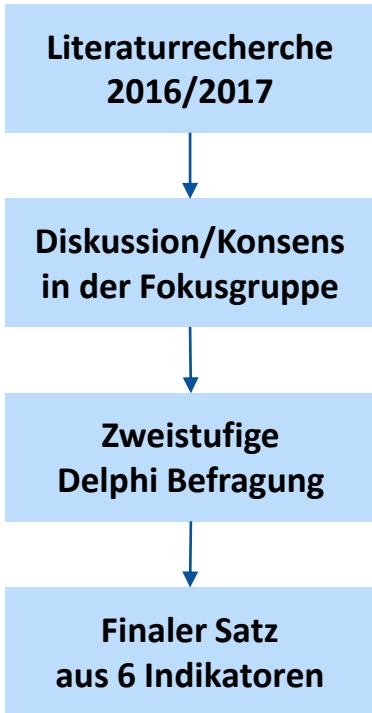 Literaturrecherche
2016/2017
Diskussion/Konsens
in der Fokusgruppe
Zweistufige
Delphi Befragung
Finaler Satz
aus 6 Indikatoren